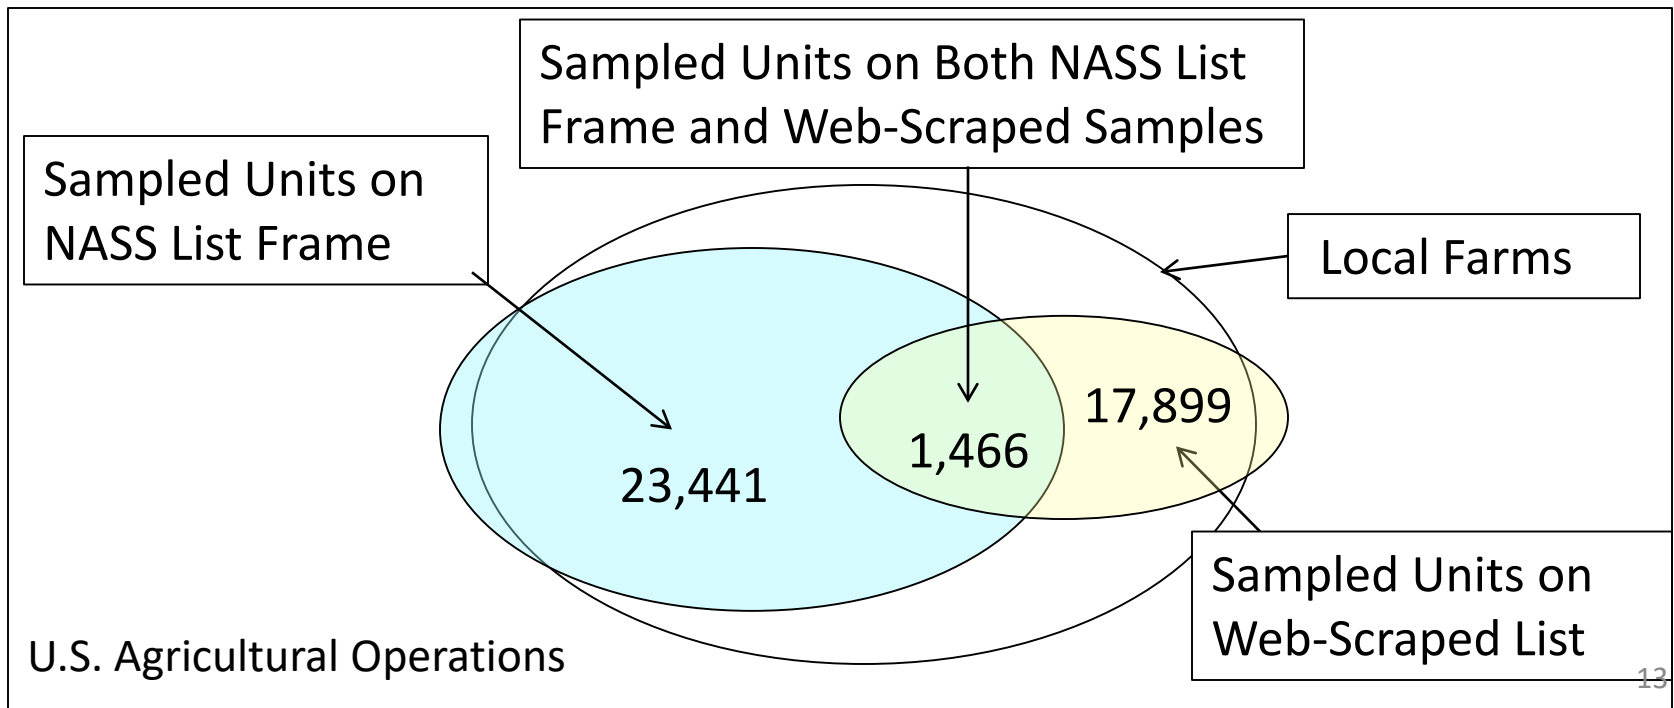 Sampled Units on Both NASS List
Frame and Web-Scraped Samples
Sampled Units on
NASS List Frame
Local Farms
17,899
1,466
23,441
Sampled Units on
Web-Scraped List
U.S. Agricultural Operations
13